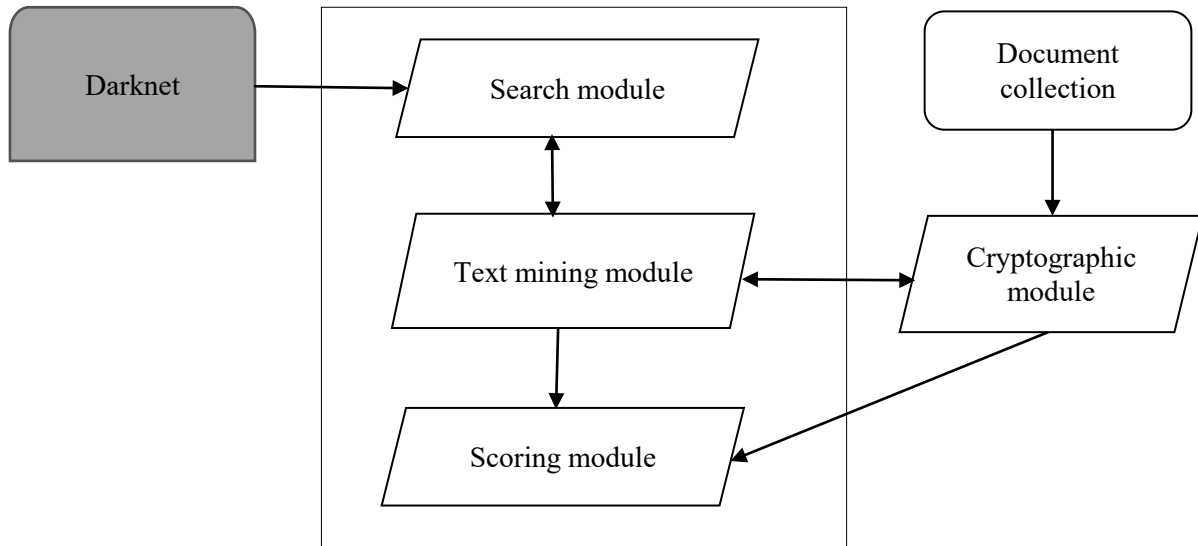 Darknet
Search module
Document
collection
Text mining module
Cryptographic
module
Scoring module